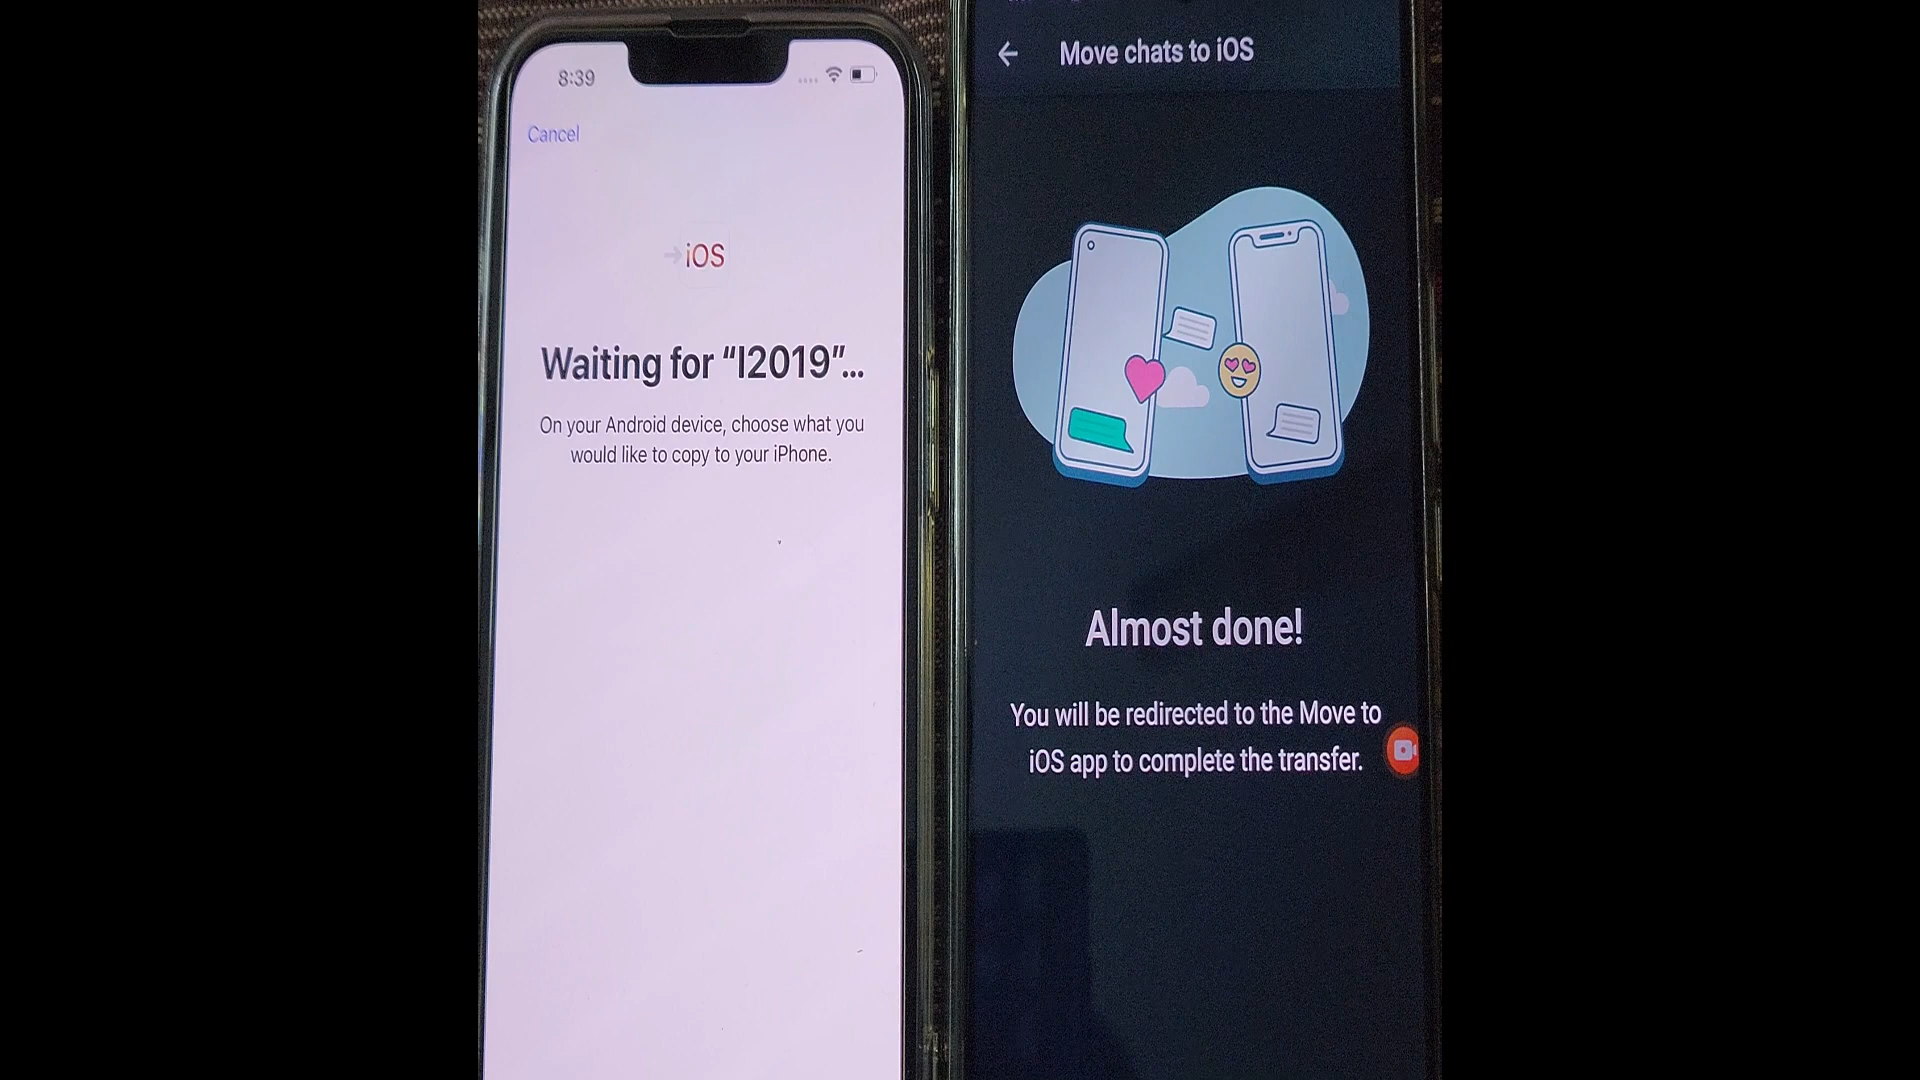 8:39
Cancel
iOS
Waiting for “I2019”...
On your Android device, choose what you
would like to copy to your iPhone.
Move chats to iOS
Almost done!
You will be redirected to the Move to
iOS app to complete the transfer.